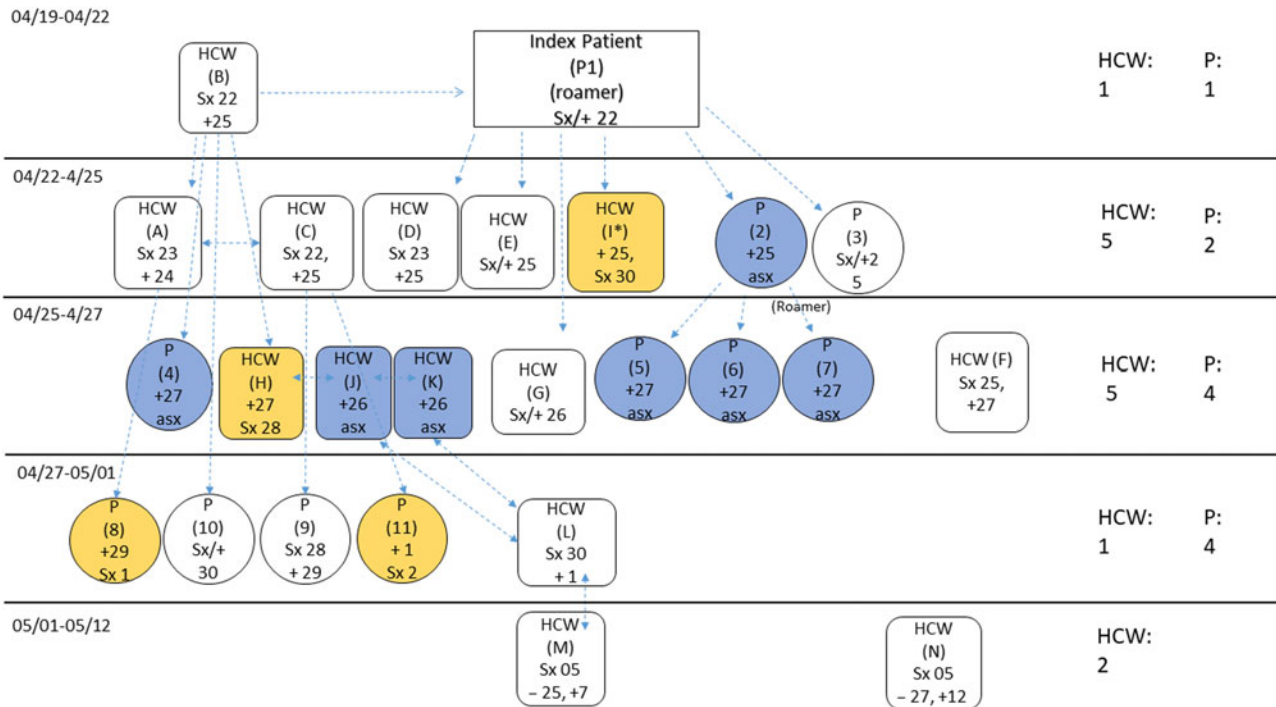 04/19-04/22
HCW
(B)
Sx 22
+25
Index Patient
(P1)
(roamer)
Sx/+ 22
HCW:
1
P:
1
04/22-4/25
HCW
(A)
Sx 23
+ 24
HCW
(C)
Sx 22,
+25
HCW
(D)
Sx 23
+25
HCW
(E)
Sx/+ 25
HCW
(I*)
+ 25,
Sx 30
P
(2)
+25
asx
P
(3)
Sx/+2
5
HCW:
5
P:
2
(Roamer)
04/25-4/27
P
(4)
+27
asx
HCW
(H)
+27
Sx 28
HCW
(J)
+26
asx
HCW
(K)
+26
asx
HCW
(G)
Sx/+ 26
P
(5)
+27
asx
P
(6)
+27
asx
P
(7)
+27
asx
HCW (F)
Sx 25,
+27
HCW:
5
P:
4
04/27-05/01
P
(8)
+29
Sx 1
P
(10)
Sx/+
30
P
(9)
Sx 28
+ 29
P
(11)
+ 1
Sx 2
HCW
(L)
Sx 30
+ 1
HCW:
1
P:
4
05/01-05/12
HCW
(M)
Sx 05
– 25, +7
HCW
(N)
Sx 05
– 27, +12
HCW:
2